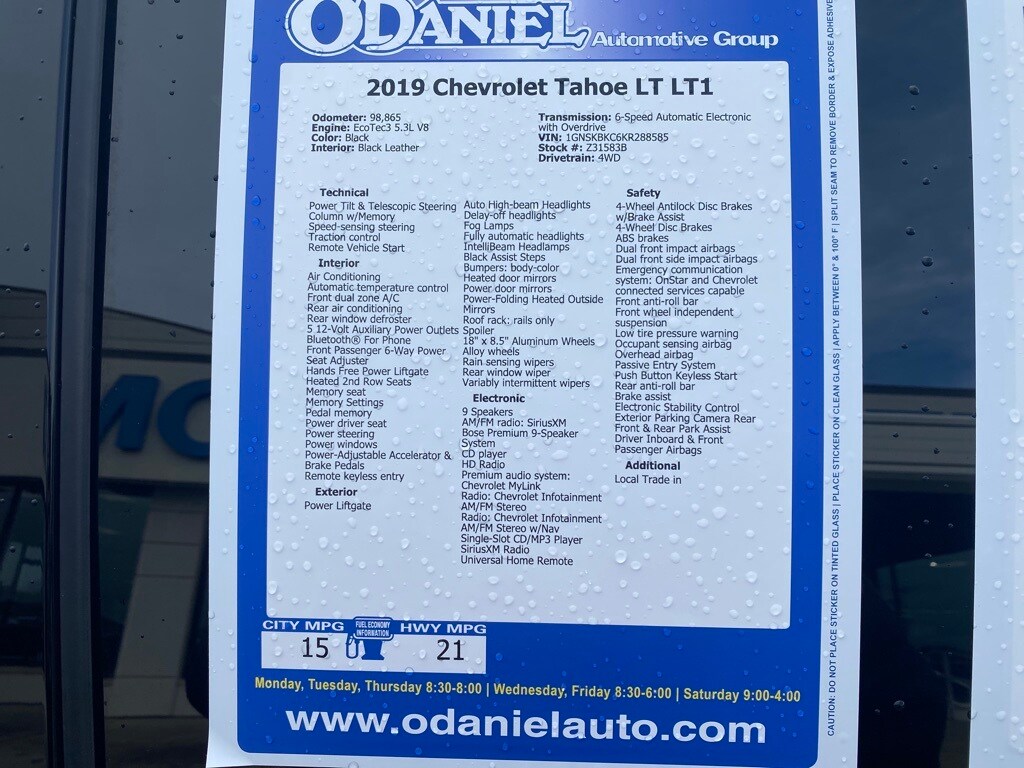 O'DANIEL Automotive Group
2019 Chevrolet Tahoe LT LT1
Odometer: 98,865
Engine: EcoTec3 5.3L V8
Color: Black
Interior: Black Leather
Transmission: 6-Speed Automatic Electronic
with Overdrive
VIN: 1GNSKBKC6KR288585
Stock #: Z31583B
Drivetrain: 4WD
Technical
Power Tilt & Telescopic Steering
Column w/Memory
Speed-sensing steering
Traction control
Remote Vehicle Start
Interior
Air Conditioning
Automatic temperature control
Front dual zone A/C
Rear air conditioning
Rear window defroster
5 12-Volt Auxiliary Power Outlets
Bluetooth® For Phone
Front Passenger 6-Way Power
Seat Adjuster
Hands Free Power Liftgate
Heated 2nd Row Seats
Memory seat
Memory Settings
Pedal memory
Power driver seat
Power steering
Power windows
Power-Adjustable Accelerator &
Brake Pedals
Remote keyless entry
Exterior
Power Liftgate
Auto High-beam Headlights
Delay-off headlights
Fog Lamps
Fully automatic headlights
IntelliBeam Headlamps
Black Assist Steps
Bumpers: body-color
Heated door mirrors
Power door mirrors
Power-Folding Heated Outside
Mirrors
Roof rack: rails only
Spoiler
18" x 8.5" Aluminum Wheels
Alloy wheels
Rain sensing wipers
Rear window wiper
Variably intermittent wipers
Electronic
9 Speakers
AM/FM radio: SiriusXM
Bose Premium 9-Speaker
System
CD player
HD Radio
Premium audio system:
Chevrolet MyLink
Radio: Chevrolet Infotainment
AM/FM Stereo
Radio: Chevrolet Infotainment
AM/FM Stereo w/Nav
Single-Slot CD/MP3 Player
SiriusXM Radio
Universal Home Remote
Safety
4-Wheel Antilock Disc Brakes
w/Brake Assist
4-Wheel Disc Brakes
ABS brakes
Dual front impact airbags
Dual front side impact airbags
Emergency communication
system: OnStar and Chevrolet
connected services capable
Front anti-roll bar
Front wheel independent
suspension
Low tire pressure warning
Occupant sensing airbag
Overhead airbag
Passive Entry System
Push Button Keyless Start
Rear anti-roll bar
Brake assist
Electronic Stability Control
Exterior Parking Camera Rear
Front & Rear Park Assist
Driver Inboard & Front
Passenger Airbags
Additional
Local Trade in
CITY MPG FUEL ECONOMY INFORMATION HWY MPG
15 21
Monday, Tuesday, Thursday 8:30-8:00 | Wednesday, Friday 8:30-6:00 | Saturday 9:00-4:00
www.odanielauto.com
CAUTION: DO NOT PLACE STICKER ON TINTED GLASS | PLACE STICKER ON CLEAN GLASS | APPLY BETWEEN 0° & 100° F | SPLIT SEAM TO REMOVE BORDER & EXPOSE ADHESIVE
MC